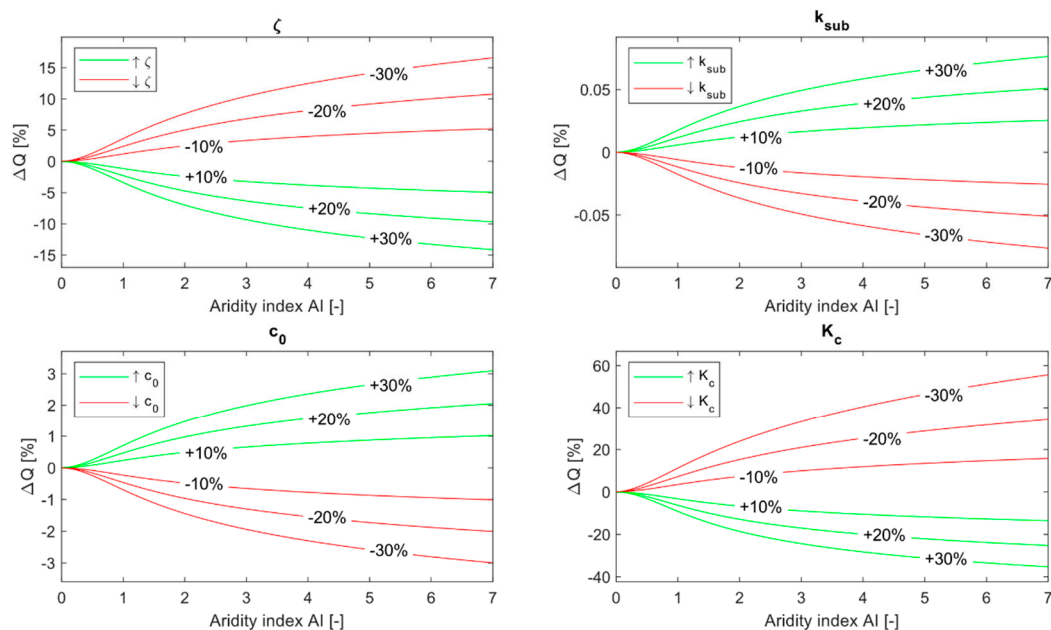 ζ
ΔQ [%]
15
10
5
0
-5
-10
-15
↑ ζ
↓ ζ
-30%
-20%
-10%
+10%
+20%
+30%
0 1 2 3 4 5 6 7
Aridity index AI [-]
k_sub
ΔQ [%]
0.05
0
-0.05
↑ k_sub
↓ k_sub
+30%
+20%
+10%
-10%
-20%
-30%
0 1 2 3 4 5 6 7
Aridity index AI [-]
c_0
ΔQ [%]
3
2
1
0
-1
-2
-3
↑ c_0
↓ c_0
+30%
+20%
+10%
-10%
-20%
-30%
0 1 2 3 4 5 6 7
Aridity index AI [-]
K_c
ΔQ [%]
60
40
20
0
-20
-40
↑ K_c
↓ K_c
-30%
-20%
-10%
+10%
+20%
+30%
0 1 2 3 4 5 6 7
Aridity index AI [-]